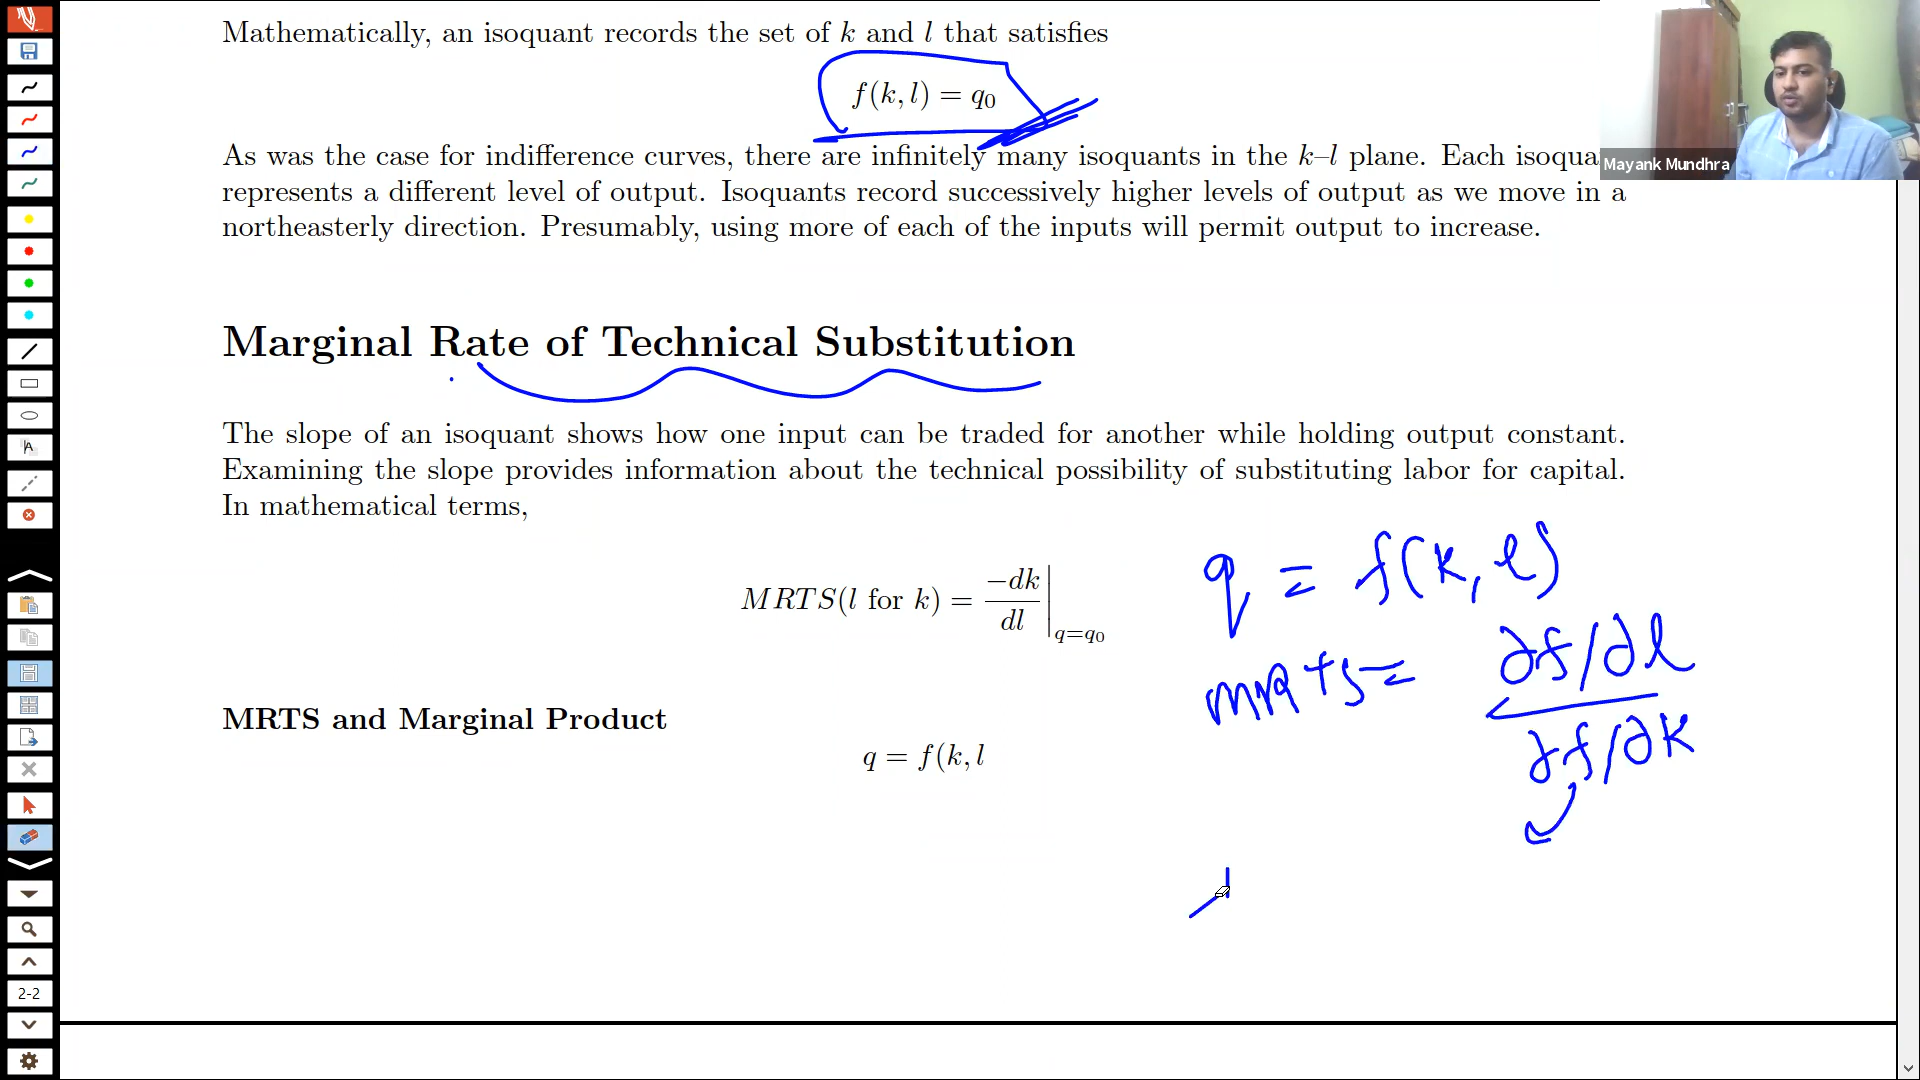 Mathematically, an isoquant records the set of k and l that satisfies
f(k, l) = q₀
Mayank Mundhra
As was the case for indifference curves, there are infinitely many isoquants in the k–l plane. Each isoqua
represents a different level of output. Isoquants record successively higher levels of output as we move in a
northeasterly direction. Presumably, using more of each of the inputs will permit output to increase.
Marginal Rate of Technical Substitution
The slope of an isoquant shows how one input can be traded for another while holding output constant.
Examining the slope provides information about the technical possibility of substituting labor for capital.
In mathematical terms,
MRTS(l for k) = −dk/dl |q=q₀
q = f(k, l)
MRTS = ∂f/∂l
∂f/∂k
MRTS and Marginal Product
q = f(k, l
2-2